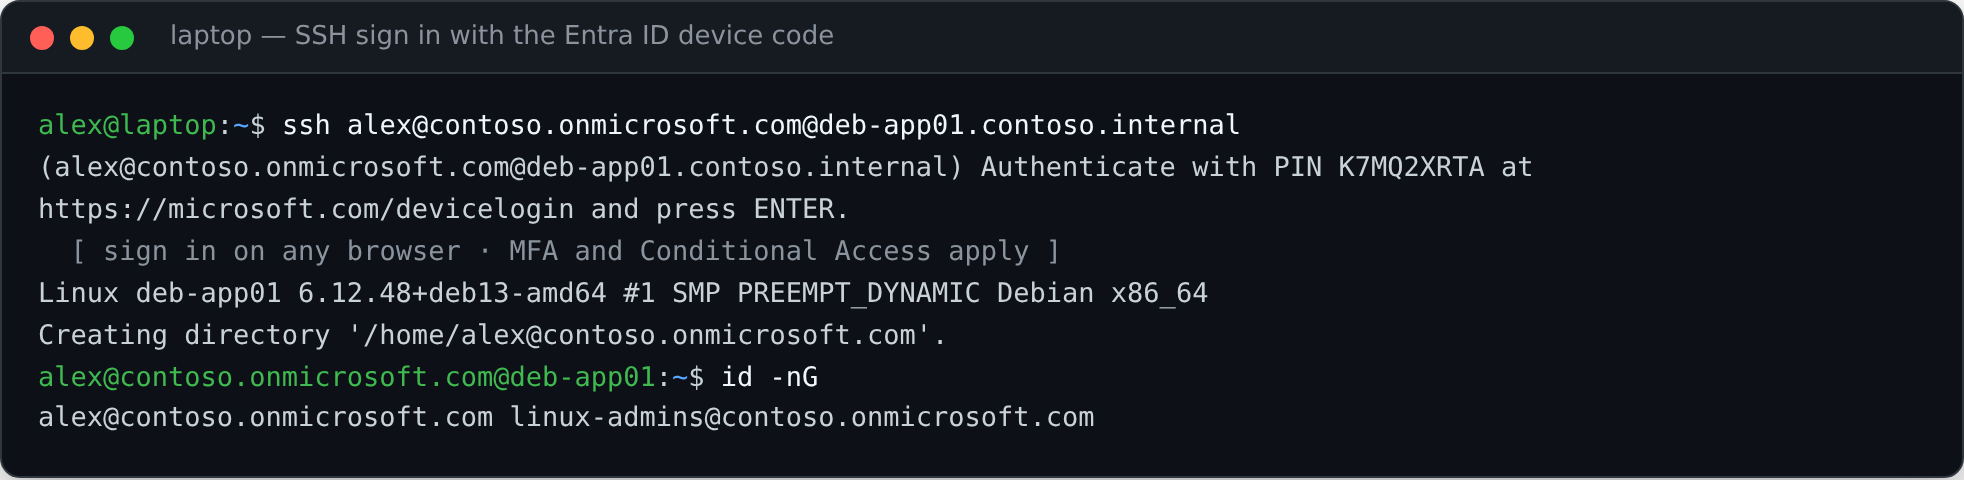 laptop — SSH sign in with the Entra ID device code
alex@laptop:~$ ssh alex@contoso.onmicrosoft.com@deb-app01.contoso.internal
(alex@contoso.onmicrosoft.com@deb-app01.contoso.internal) Authenticate with PIN K7MQ2XRTA at
https://microsoft.com/devicelogin and press ENTER.
[ sign in on any browser · MFA and Conditional Access apply ]
Linux deb-app01 6.12.48+deb13-amd64 #1 SMP PREEMPT_DYNAMIC Debian x86_64
Creating directory '/home/alex@contoso.onmicrosoft.com'.
alex@contoso.onmicrosoft.com@deb-app01:~$ id -nG
alex@contoso.onmicrosoft.com linux-admins@contoso.onmicrosoft.com